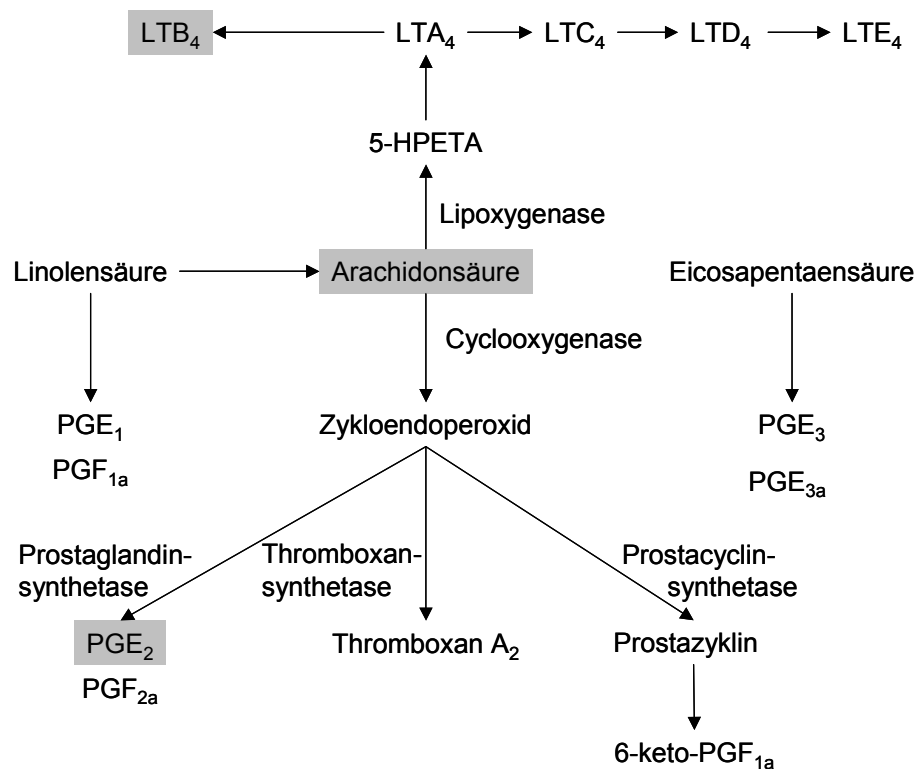 LTB₄ LTA₄ LTC₄ LTD₄ LTE₄
5-HPETA
Lipoxygenase
Linolensäure Arachidonsäure Eicosapentaensäure
Cyclooxygenase
PGE₁ Zykloendoperoxid PGE₃
PGF₁ₐ
PGE₃ₐ
Prostaglandin-
synthetase
Thromboxan-
synthetase
Prostacyclin-
synthetase
PGE₂ Thromboxan A₂ Prostazyklin
PGF₂ₐ
6-keto-PGF₁ₐ